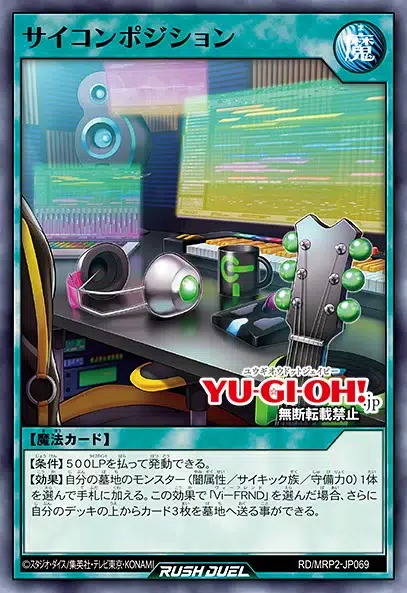 サイコンポジション
魔
ユウギオウドットジェイピー
YU-GI-OH!.jp
無断転載禁止
【魔法カード】
【条件】500LPを払って発動できる。
【効果】自分の墓地のモンスター(闇属性/サイキック族/守備力0)1体
を選んで手札に加える。この効果で「Vi－FRND」を選んだ場合、さらに
自分のデッキの上からカード3枚を墓地へ送る事ができる。
©スタジオ・ダイス/集英社・テレビ東京・KONAMI
RUSH DUEL
RD/MRP2-JP069